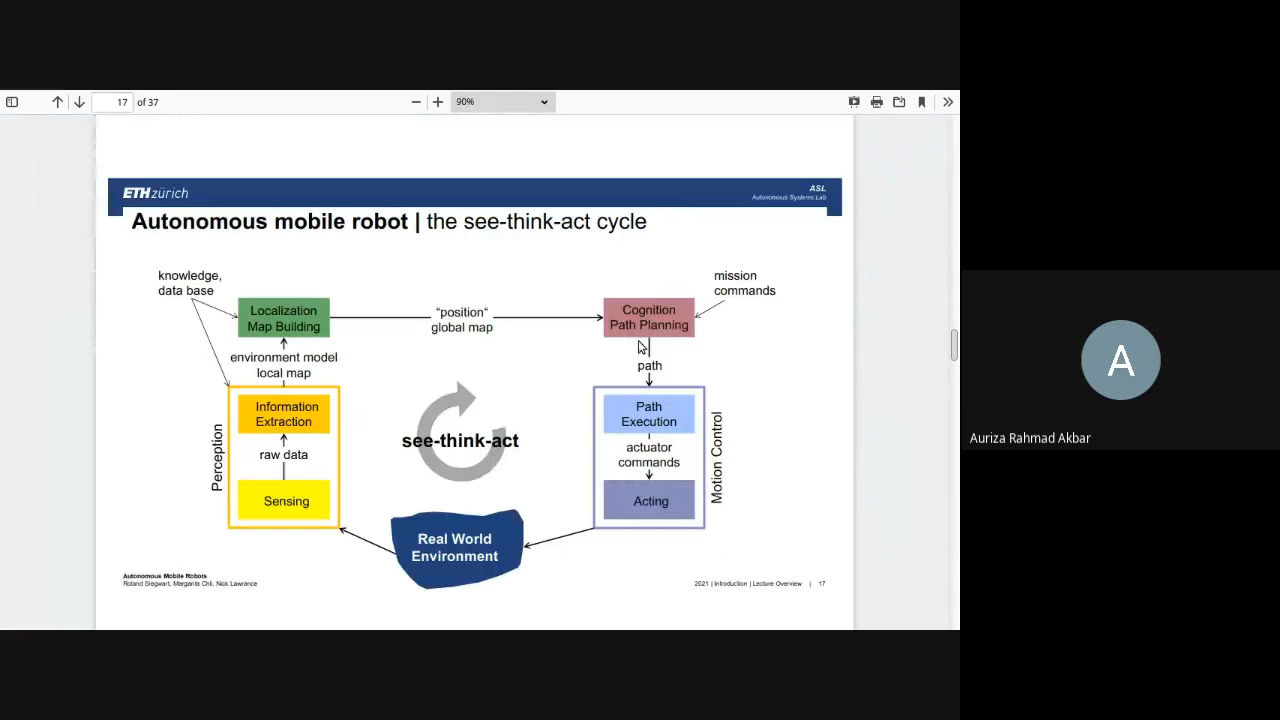 17 of 37
90%
ETH zürich
ASL
Autonomous Systems Lab
Autonomous mobile robot | the see-think-act cycle
knowledge,
data base
mission
commands
Localization
Map Building
"position"
global map
Cognition
Path Planning
environment model
local map
path
Information
Extraction
Path
Execution
Perception
raw data
see-think-act
actuator
commands
Motion Control
Sensing
Acting
Real World
Environment
Autonomous Mobile Robots
Roland Siegwart, Margarita Chli, Nick Lawrance
2021 | Introduction | Lecture Overview | 17
A
Auriza Rahmad Akbar